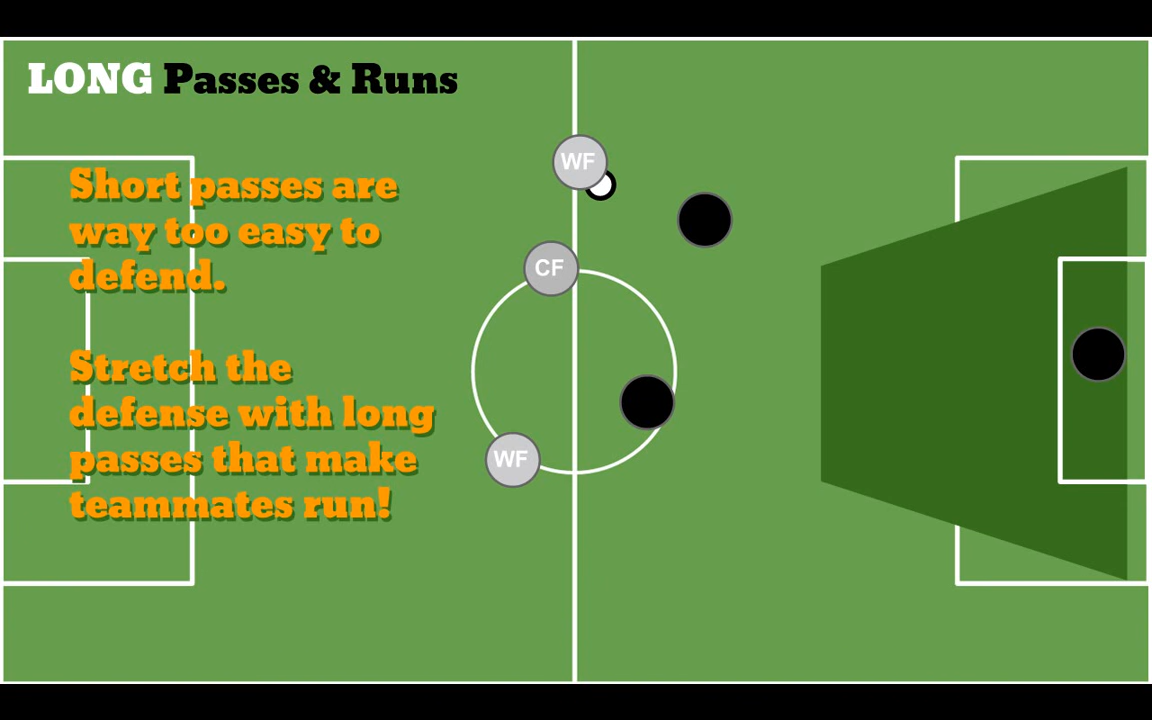 LONG Passes & Runs
Short passes are
way too easy to
defend.
Stretch the
defense with long
passes that make
teammates run!
WF
CF
WF